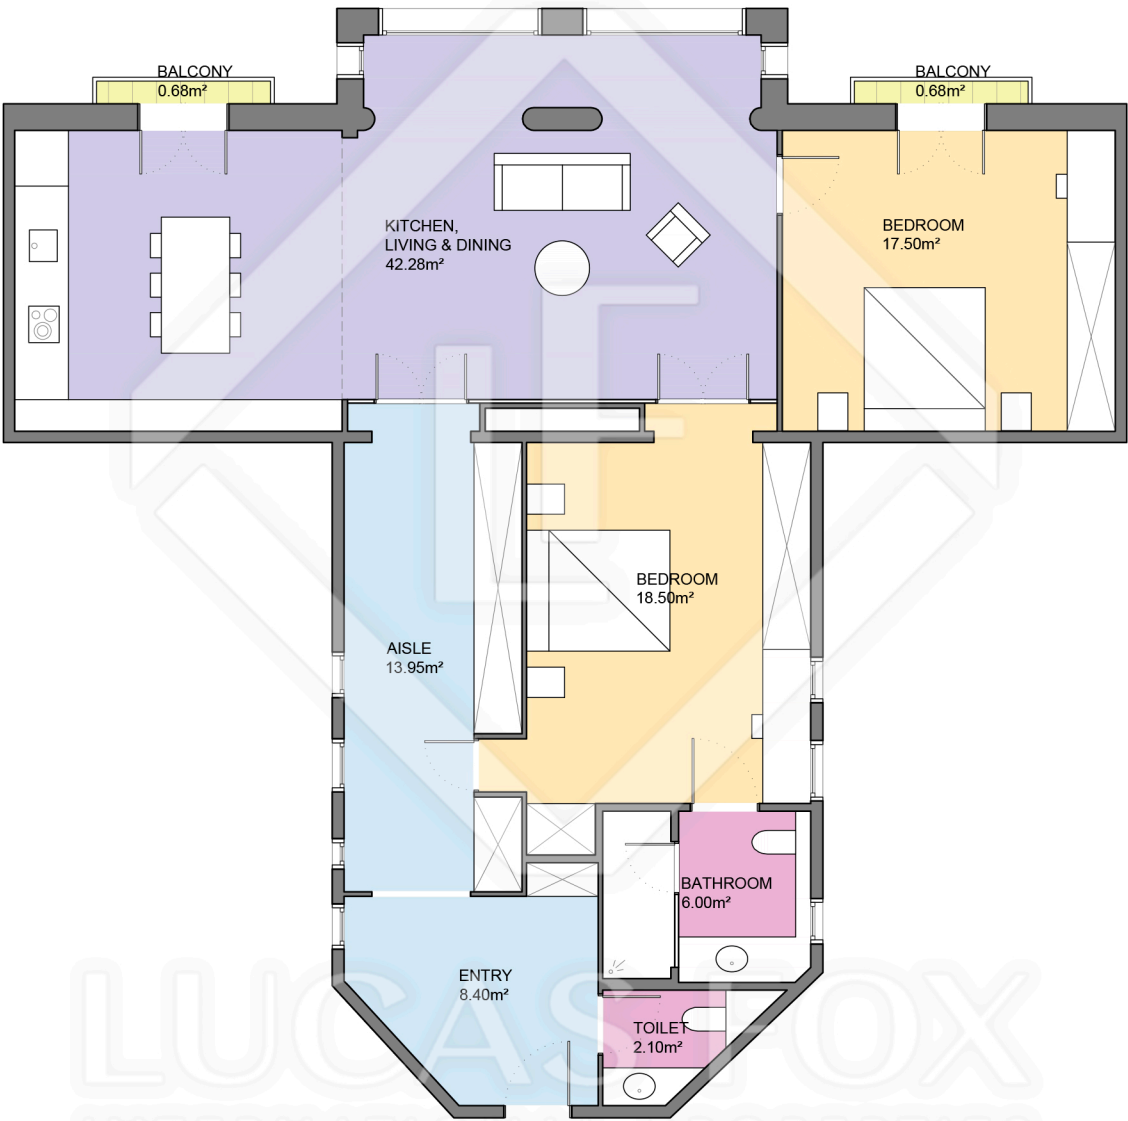 BALCONY
0.68m²
BALCONY
0.68m²
KITCHEN,
LIVING & DINING
42.28m²
BEDROOM
17.50m²
BEDROOM
18.50m²
AISLE
13.95m²
BATHROOM
6.00m²
ENTRY
8.40m²
TOILET
2.10m²
LF
LUCAS FOX